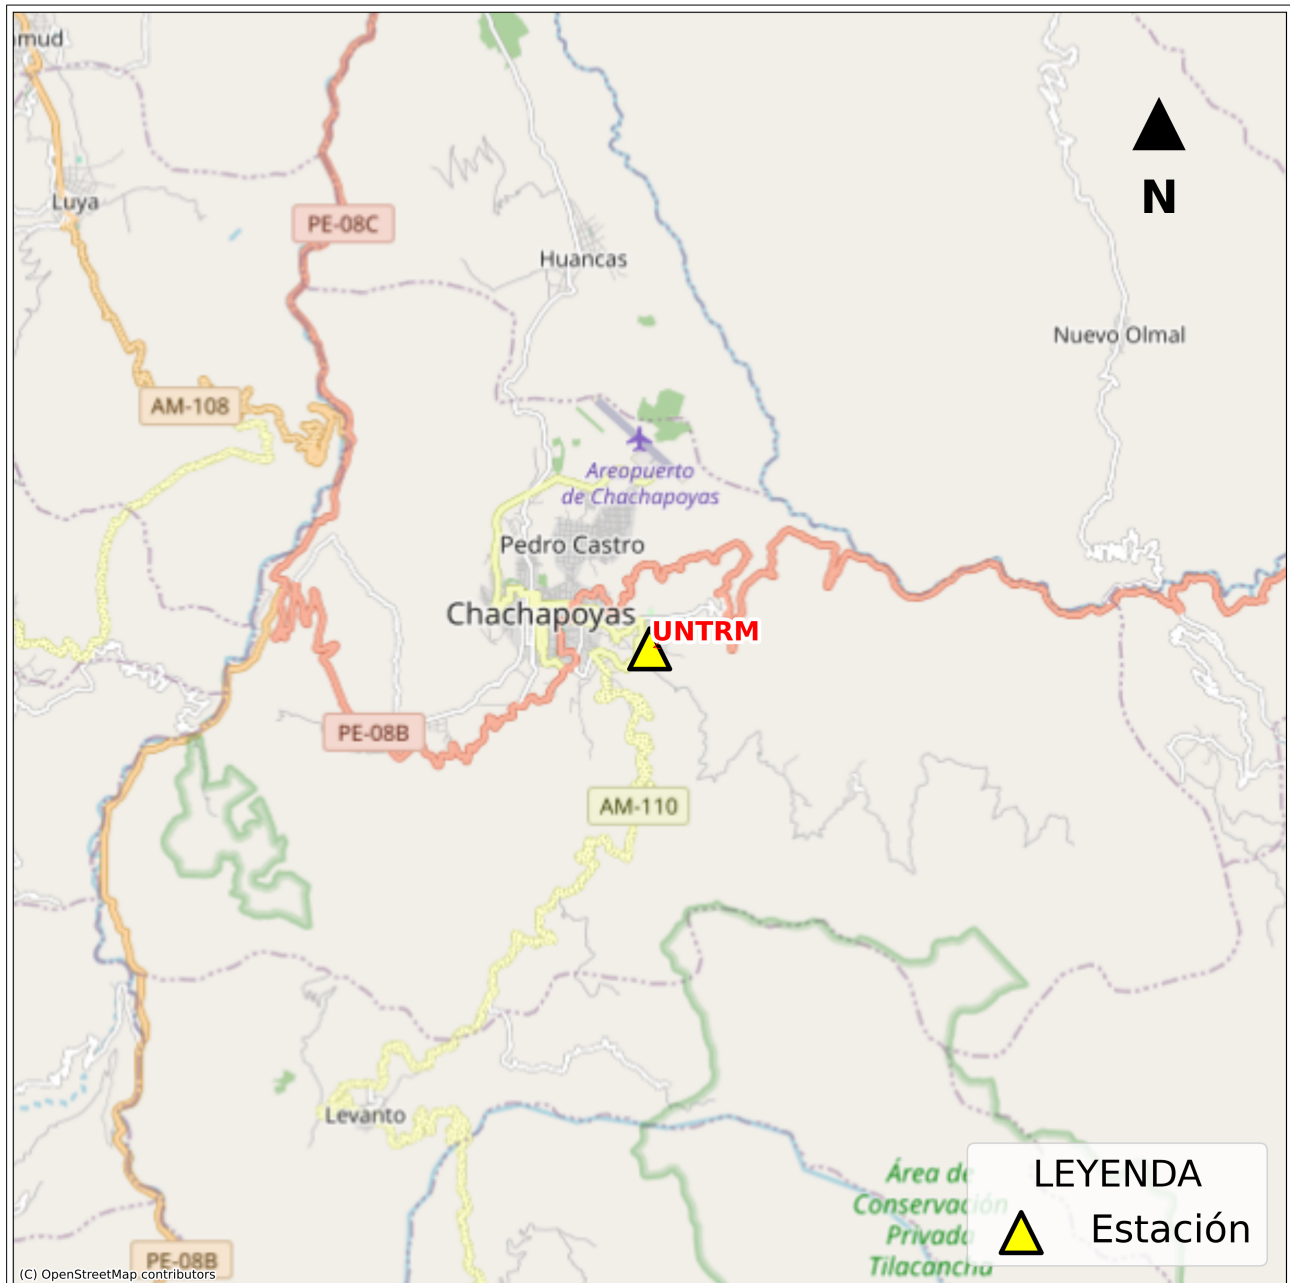 mud
Luya
PE-08C
N
Huancas
Nuevo Olmal
AM-108
Areopuerto
de Chachapoyas
Pedro Castro
Chachapoyas
UNTRM
PE-08B
AM-110
Levanto
Área de
Conservación
Privada
Tilacancha
LEYENDA
Estación
PE-08B
(C) OpenStreetMap contributors